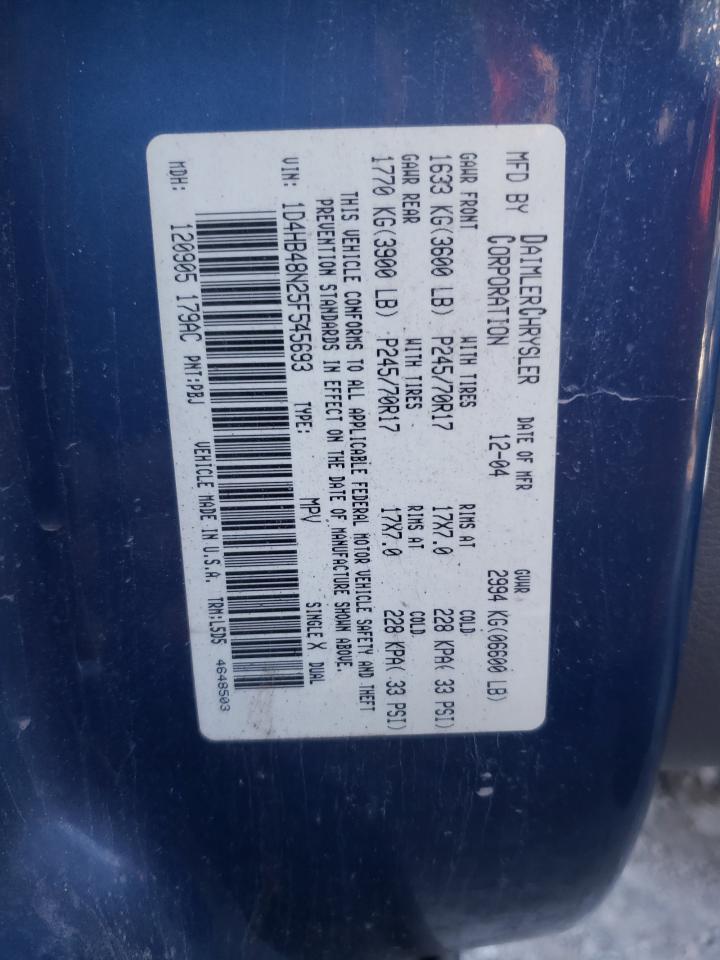 MFD BY DAIMLERCHRYSLER CORPORATION DATE OF MFR 12-04 GVWR 2994 KG(06600 LB)
GAWR FRONT WITH TIRES RIMS AT COLD
1633 KG(3600 LB) P245/70R17 17X7.0 228 KPA( 33 PSI)
GAWR REAR WITH TIRES RIMS AT COLD
1770 KG(3900 LB) P245/70R17 17X7.0 228 KPA( 33 PSI)
THIS VEHICLE CONFORMS TO ALL APPLICABLE FEDERAL MOTOR VEHICLE SAFETY AND THEFT
PREVENTION STANDARDS IN EFFECT ON THE DATE OF MANUFACTURE SHOWN ABOVE.
VIN: 1D4HB48N25F545693 TYPE: MPV SINGLE X DUAL
MDH: 120905 179AC PNT:PBJ VEHICLE MADE IN U.S.A. TRM:L5D5 4648503